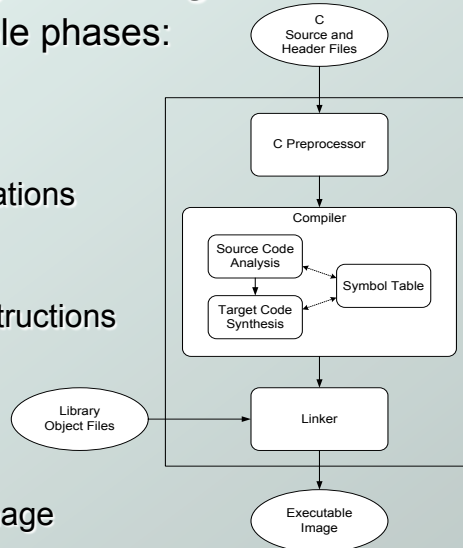 le phases:
ations
tructions
age
C
Source and
Header Files
C Preprocessor
Compiler
Source Code
Analysis
Symbol Table
Target Code
Synthesis
Library
Object Files
Linker
Executable
Image